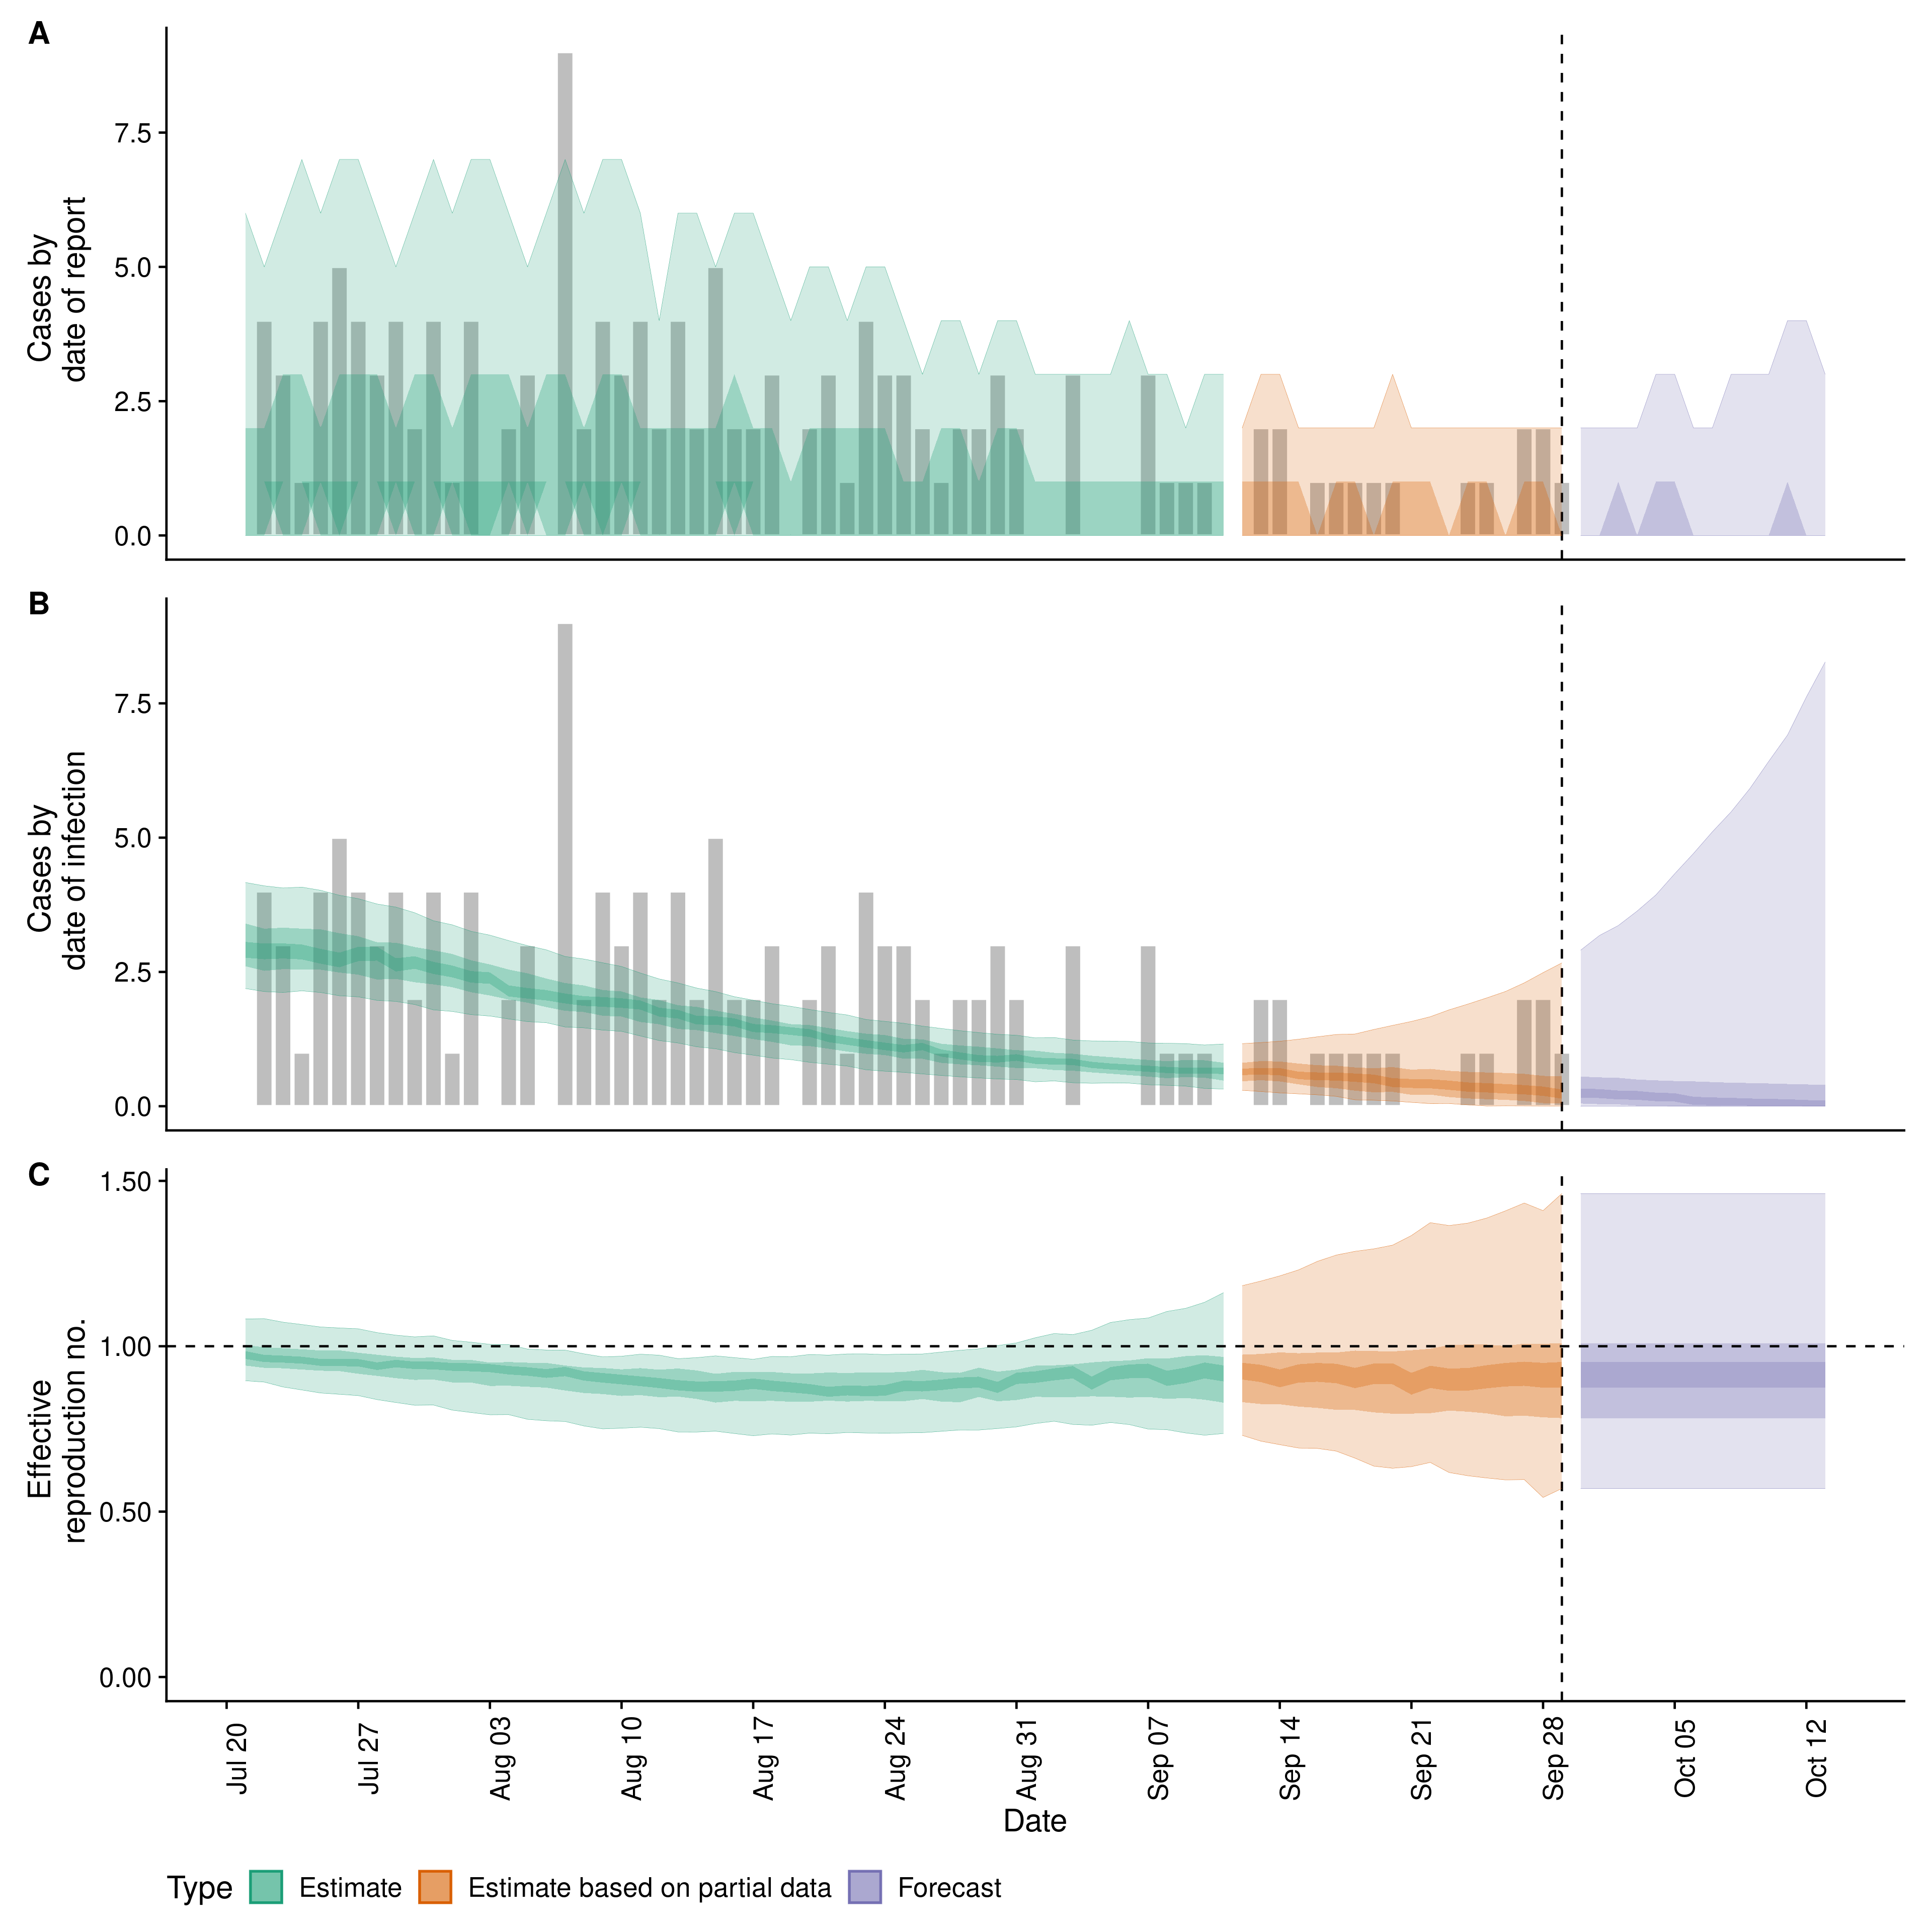 A
Cases by
date of report
7.5
5.0
2.5
0.0
B
Cases by
date of infection
7.5
5.0
2.5
0.0
C
Effective
reproduction no.
1.50
1.00
0.50
0.00
Jul 20
Jul 27
Aug 03
Aug 10
Aug 17
Aug 24
Aug 31
Sep 07
Sep 14
Sep 21
Sep 28
Oct 05
Oct 12
Date
Type Estimate Estimate based on partial data Forecast